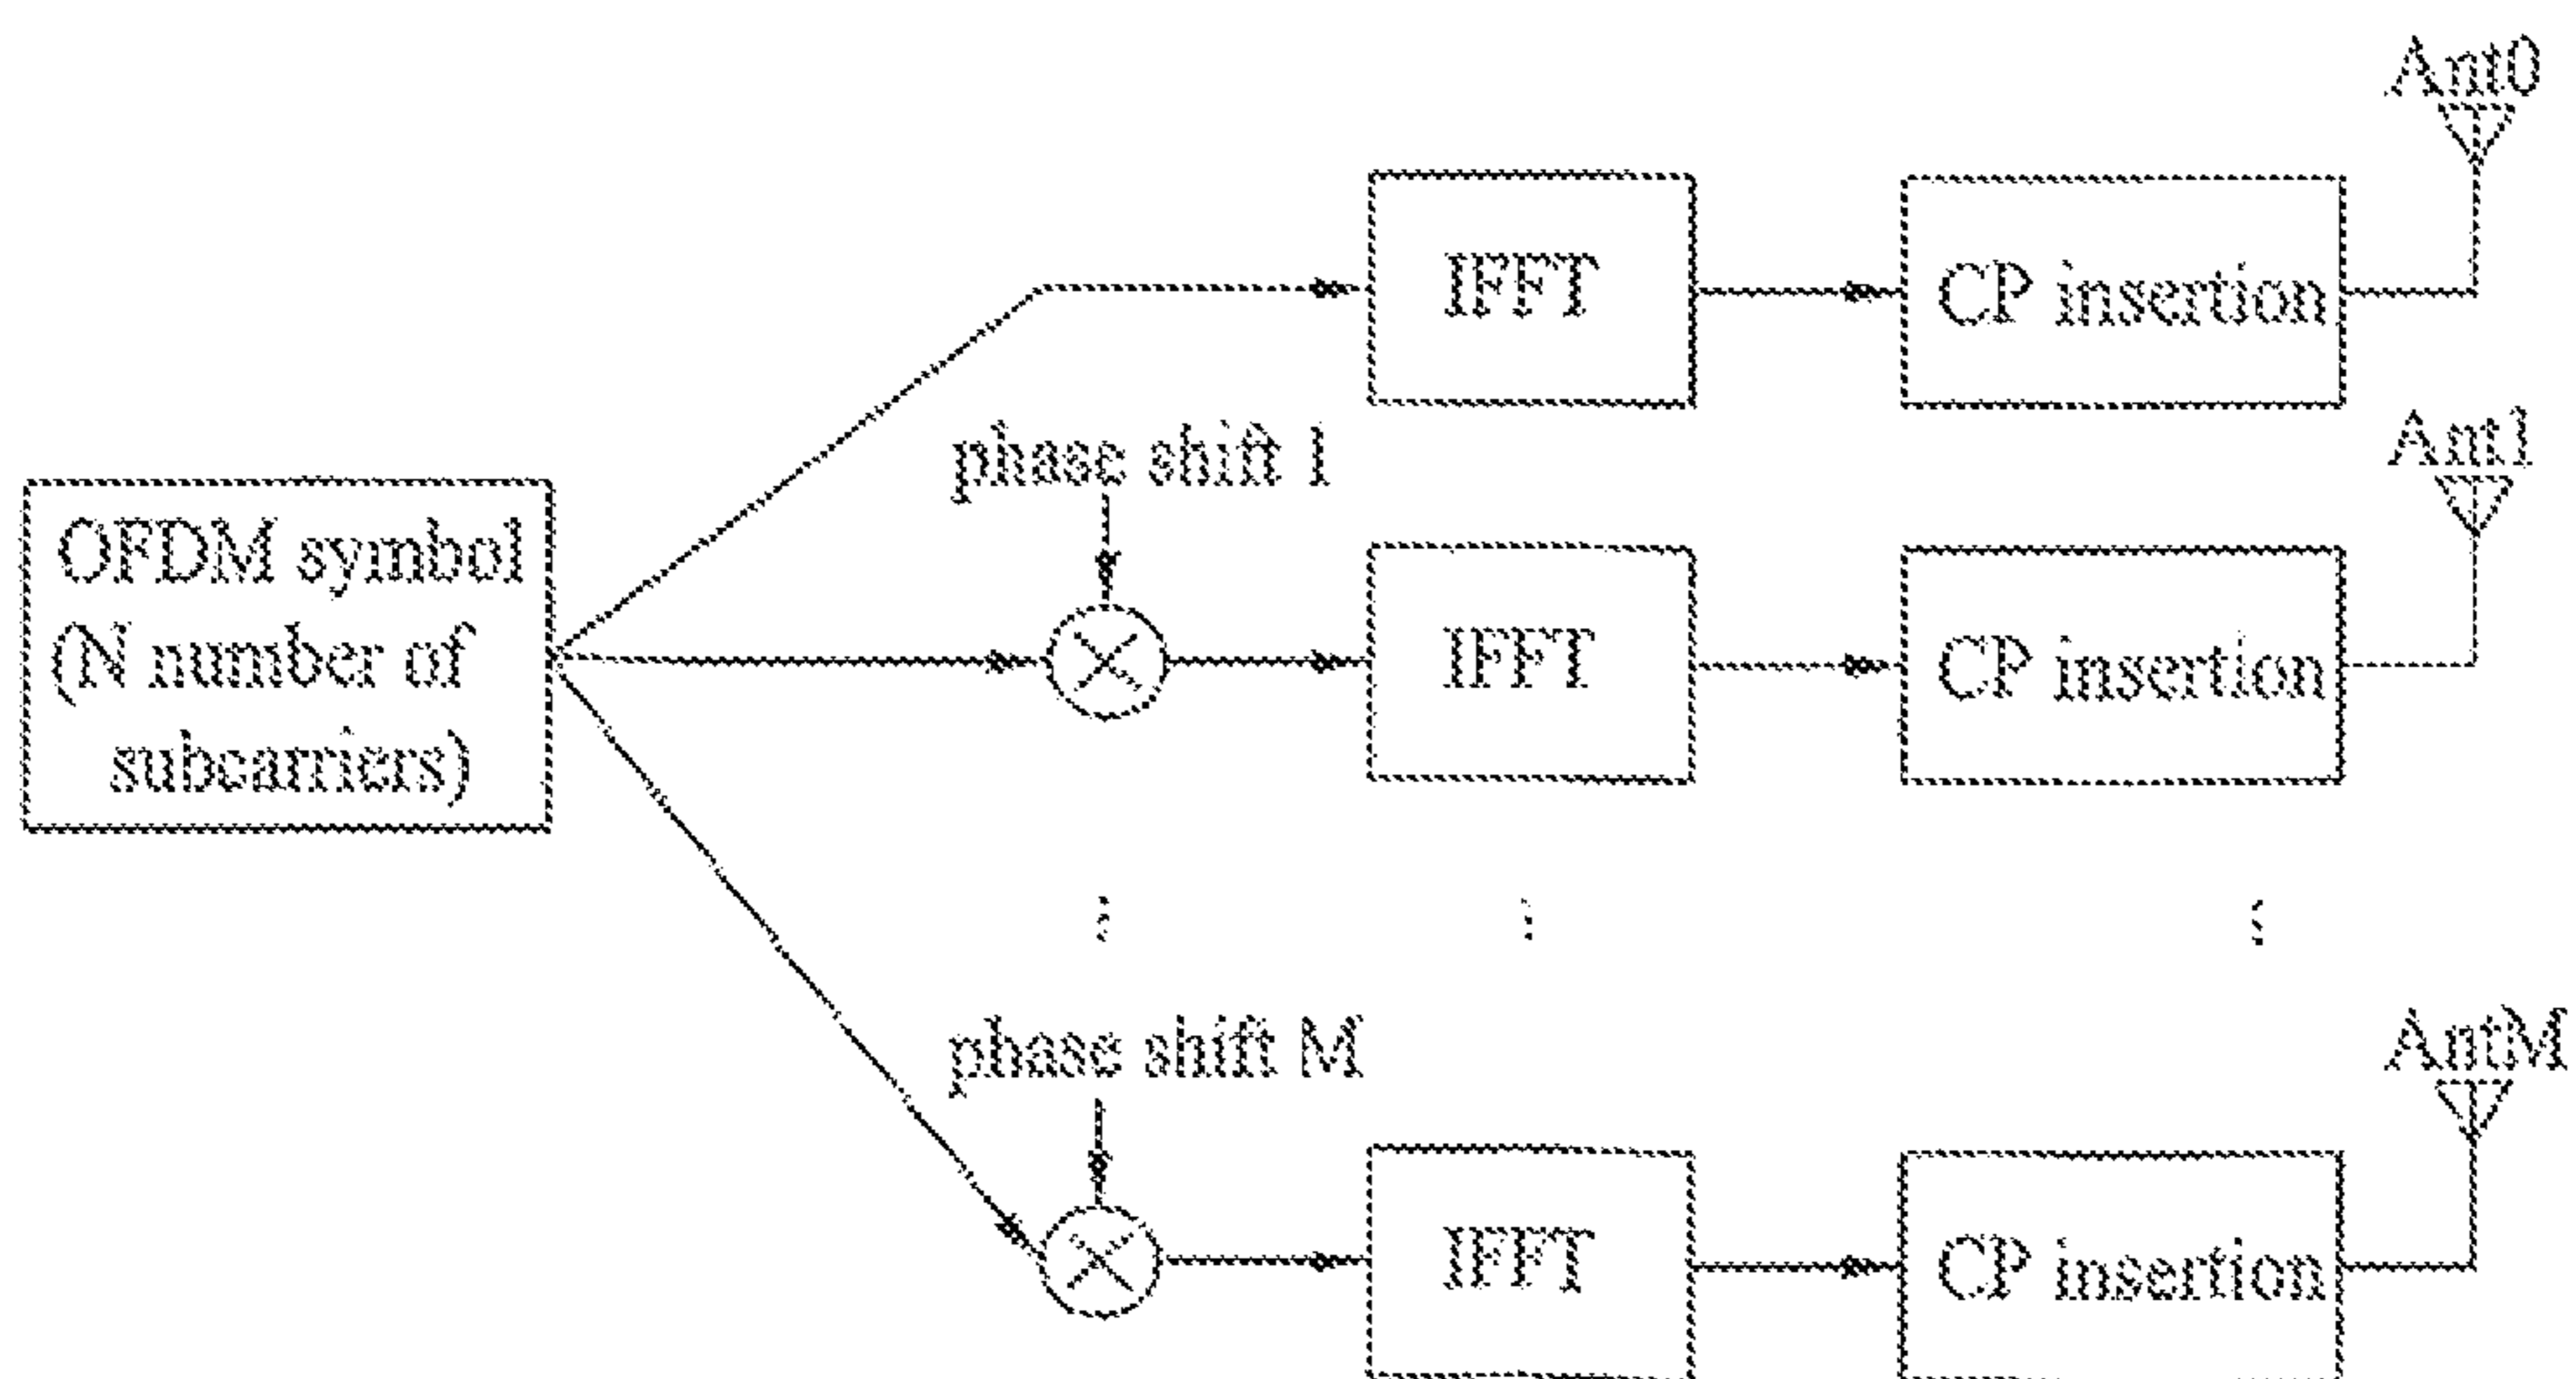 Ant0
IFFT
CP insertion
phase shift 1
Ant1
OFDM symbol
(N number of
subcarriers)
IFFT
CP insertion
phase shift M
AntM
IFFT
CP insertion